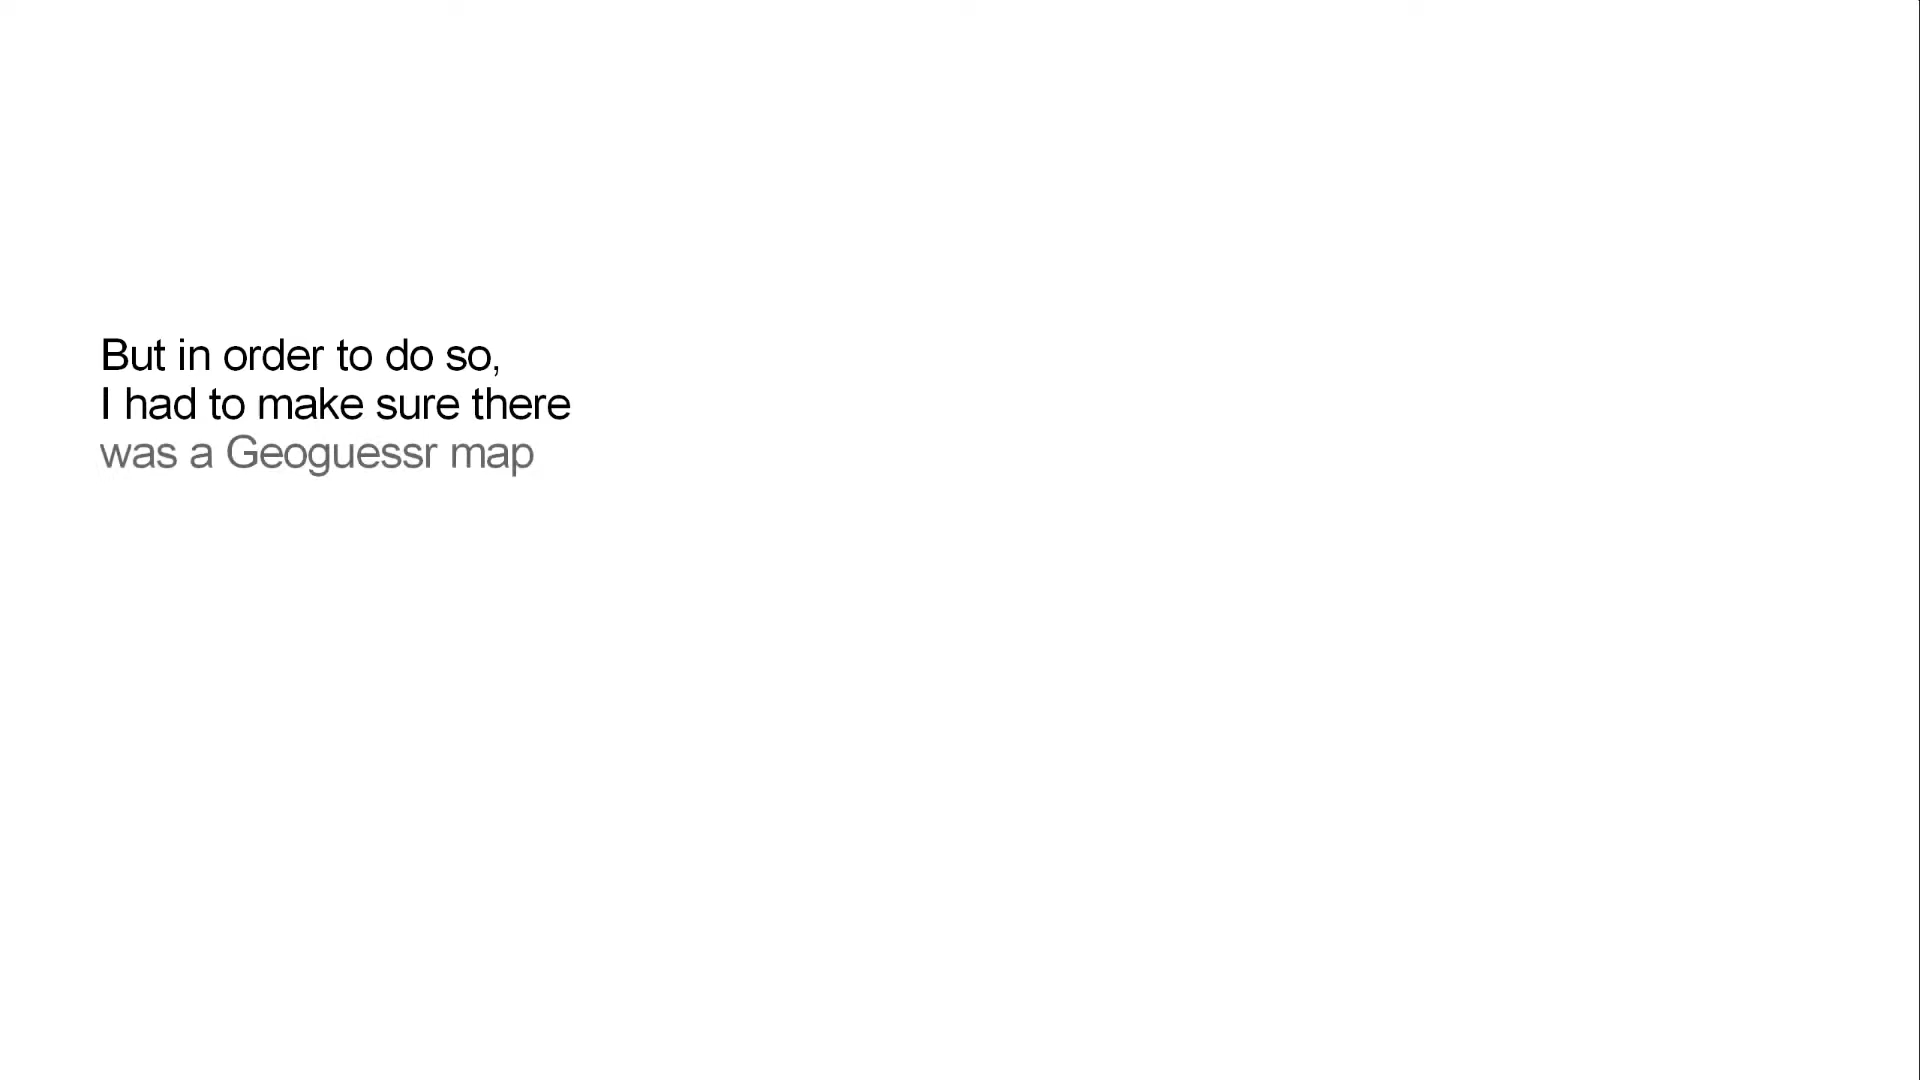 But in order to do so,
I had to make sure there
was a Geoguessr map